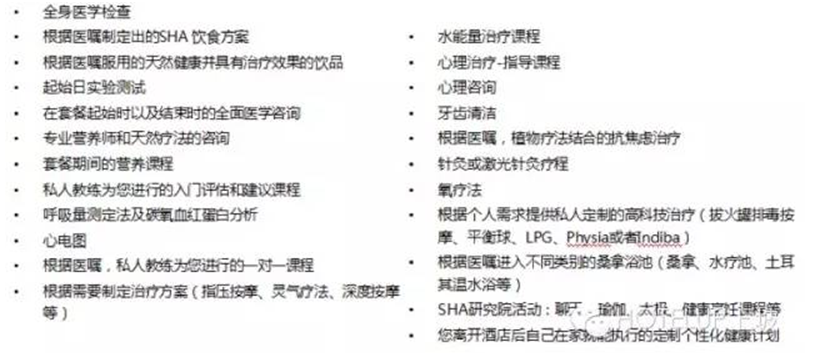 全身医学检查
根据医嘱制定出的SHA 饮食方案
根据医嘱服用的天然健康并具有治疗效果的饮品
起始日实验测试
在套餐起始时以及结束时的全面医学咨询
专业营养师和天然疗法的咨询
套餐期间的营养课程
私人教练为您进行的入门评估和建议课程
呼吸量测定法及碳氧血红蛋白分析
心电图
根据医嘱，私人教练为您进行的一对一课程
根据需要制定治疗方案（指压按摩、灵气疗法、深度按摩
等）
水能量治疗课程
心理治疗-指导课程
心理咨询
牙齿清洁
根据医嘱，植物疗法结合的抗焦虑治疗
针灸或激光针灸疗程
氧疗法
根据个人需求提供私人定制的高科技治疗（拔火罐排毒按
摩、平衡球、LPG、Physia或者Indiba）
根据医嘱进入不同类别的桑拿浴池（桑拿、水疗池、土耳
其温水浴等）
SHA研究院活动：聊天、瑜伽、太极、健康烹饪课程等
您离开酒店后自己在家就能执行的定制个性化健康计划